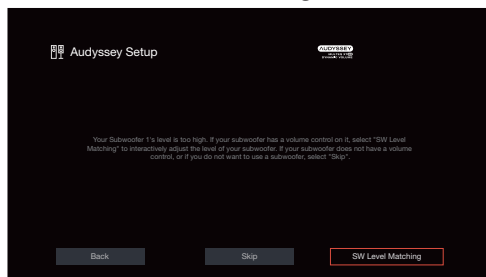 Audyssey Setup
AUDYSSEY
DYNAMIC VOLUME
Your Subwoofer 1's level is too high. If your subwoofer has a volume control on it, select "SW Level
Matching" to interactively adjust the level of your subwoofer. If your subwoofer does not have a volume
control, or if you do not want to use a subwoofer, select "Skip".
Back
Skip
SW Level Matching